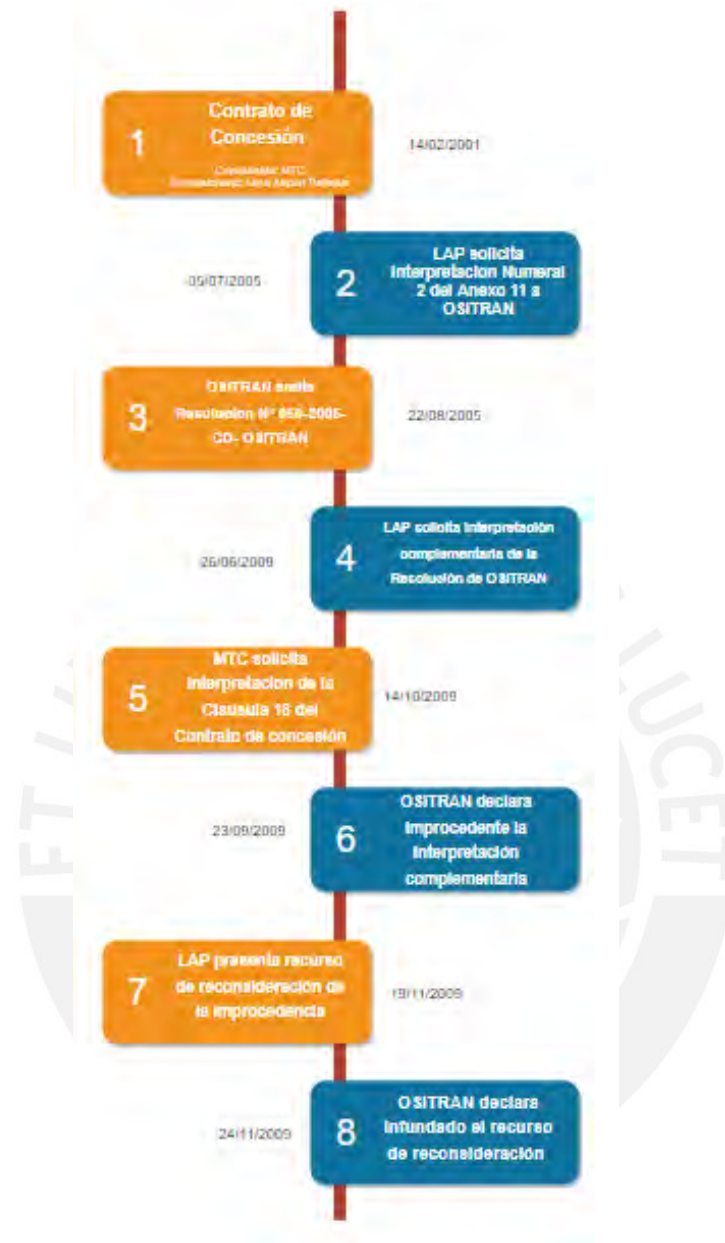 1
Contrato de
Concesión
Concedente: MTC
Concesionario: Lima Airport
14/02/2001
2
LAP solicita
Interpretacion Numeral
2 del Anexo 11 a
OSITRAN
05/07/2005
3
OSITRAN emite
Resolucion Nº 056-2005-
CD- OSITRAN
22/08/2005
4
LAP solicita Interpretación
complementaria de la
Resolución de OSITRAN
26/06/2009
5
MTC solicita
Interpretacion de la
Clausula 18 del
Contrato de concesión
14/10/2009
6
OSITRAN declara
improcedente la
interpretación
complementaria
23/09/2009
7
LAP presenta recurso
de reconsideración de
la improcedencia
19/11/2009
8
OSITRAN declara
infundado el recurso
de reconsideración
24/11/2009
ET LU
LUCET